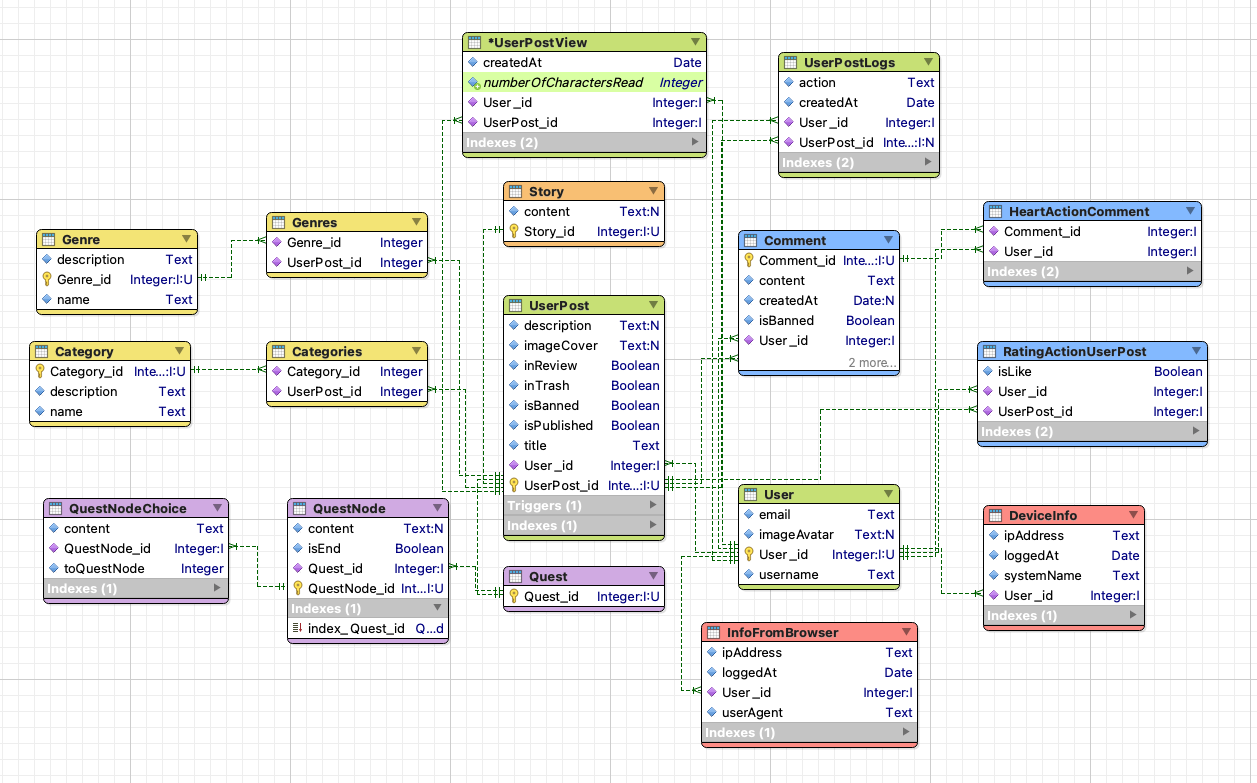 *UserPostView
createdAt Date
numberOfCharactersRead Integer
User_id Integer:I
UserPost_id Integer:I
Indexes (2)
UserPostLogs
action Text
createdAt Date
User_id Integer:I
UserPost_id Inte...:I:N
Indexes (2)
Story
content Text:N
Story_id Integer:I:U
Genre
description Text
Genre_id Integer:I:U
name Text
Genres
Genre_id Integer
UserPost_id Integer
Comment
Comment_id Inte...:I:U
content Text
createdAt Date:N
isBanned Boolean
User_id Integer:I
2 more...
HeartActionComment
Comment_id Integer:I
User_id Integer:I
Indexes (2)
UserPost
description Text:N
imageCover Text:N
inReview Boolean
inTrash Boolean
isBanned Boolean
isPublished Boolean
title Text
User_id Integer:I
UserPost_id Inte...:I:U
Triggers (1)
Indexes (1)
Category
Category_id Inte...:I:U
description Text
name Text
Categories
Category_id Integer
UserPost_id Integer
RatingActionUserPost
isLike Boolean
User_id Integer:I
UserPost_id Integer:I
Indexes (2)
QuestNodeChoice
content Text
QuestNode_id Integer:I
toQuestNode Integer
Indexes (1)
QuestNode
content Text:N
isEnd Boolean
Quest_id Integer:I
QuestNode_id Int...:I:U
Indexes (1)
index_Quest_id Q...d
Quest
Quest_id Integer:I:U
User
email Text
imageAvatar Text:N
User_id Integer:I:U
username Text
DeviceInfo
ipAddress Text
loggedAt Date
systemName Text
User_id Integer:I
Indexes (1)
InfoFromBrowser
ipAddress Text
loggedAt Date
User_id Integer:I
userAgent Text
Indexes (1)